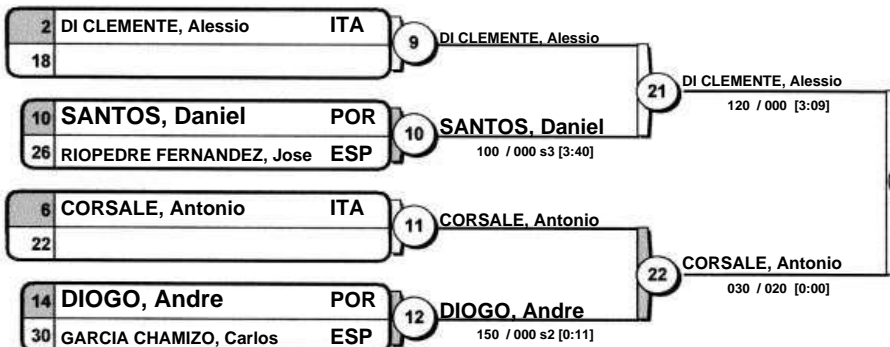 2 DI CLEMENTE, Alessio ITA
18
9 DI CLEMENTE, Alessio
10 SANTOS, Daniel POR
26 RIOPEDRE FERNANDEZ, Jose ESP
10 SANTOS, Daniel
100 / 000 s3 [3:40]
21 DI CLEMENTE, Alessio
120 / 000 [3:09]
6 CORSALE, Antonio ITA
22
11 CORSALE, Antonio
14 DIOGO, Andre POR
30 GARCIA CHAMIZO, Carlos ESP
12 DIOGO, Andre
150 / 000 s2 [0:11]
22 CORSALE, Antonio
030 / 020 [0:00]